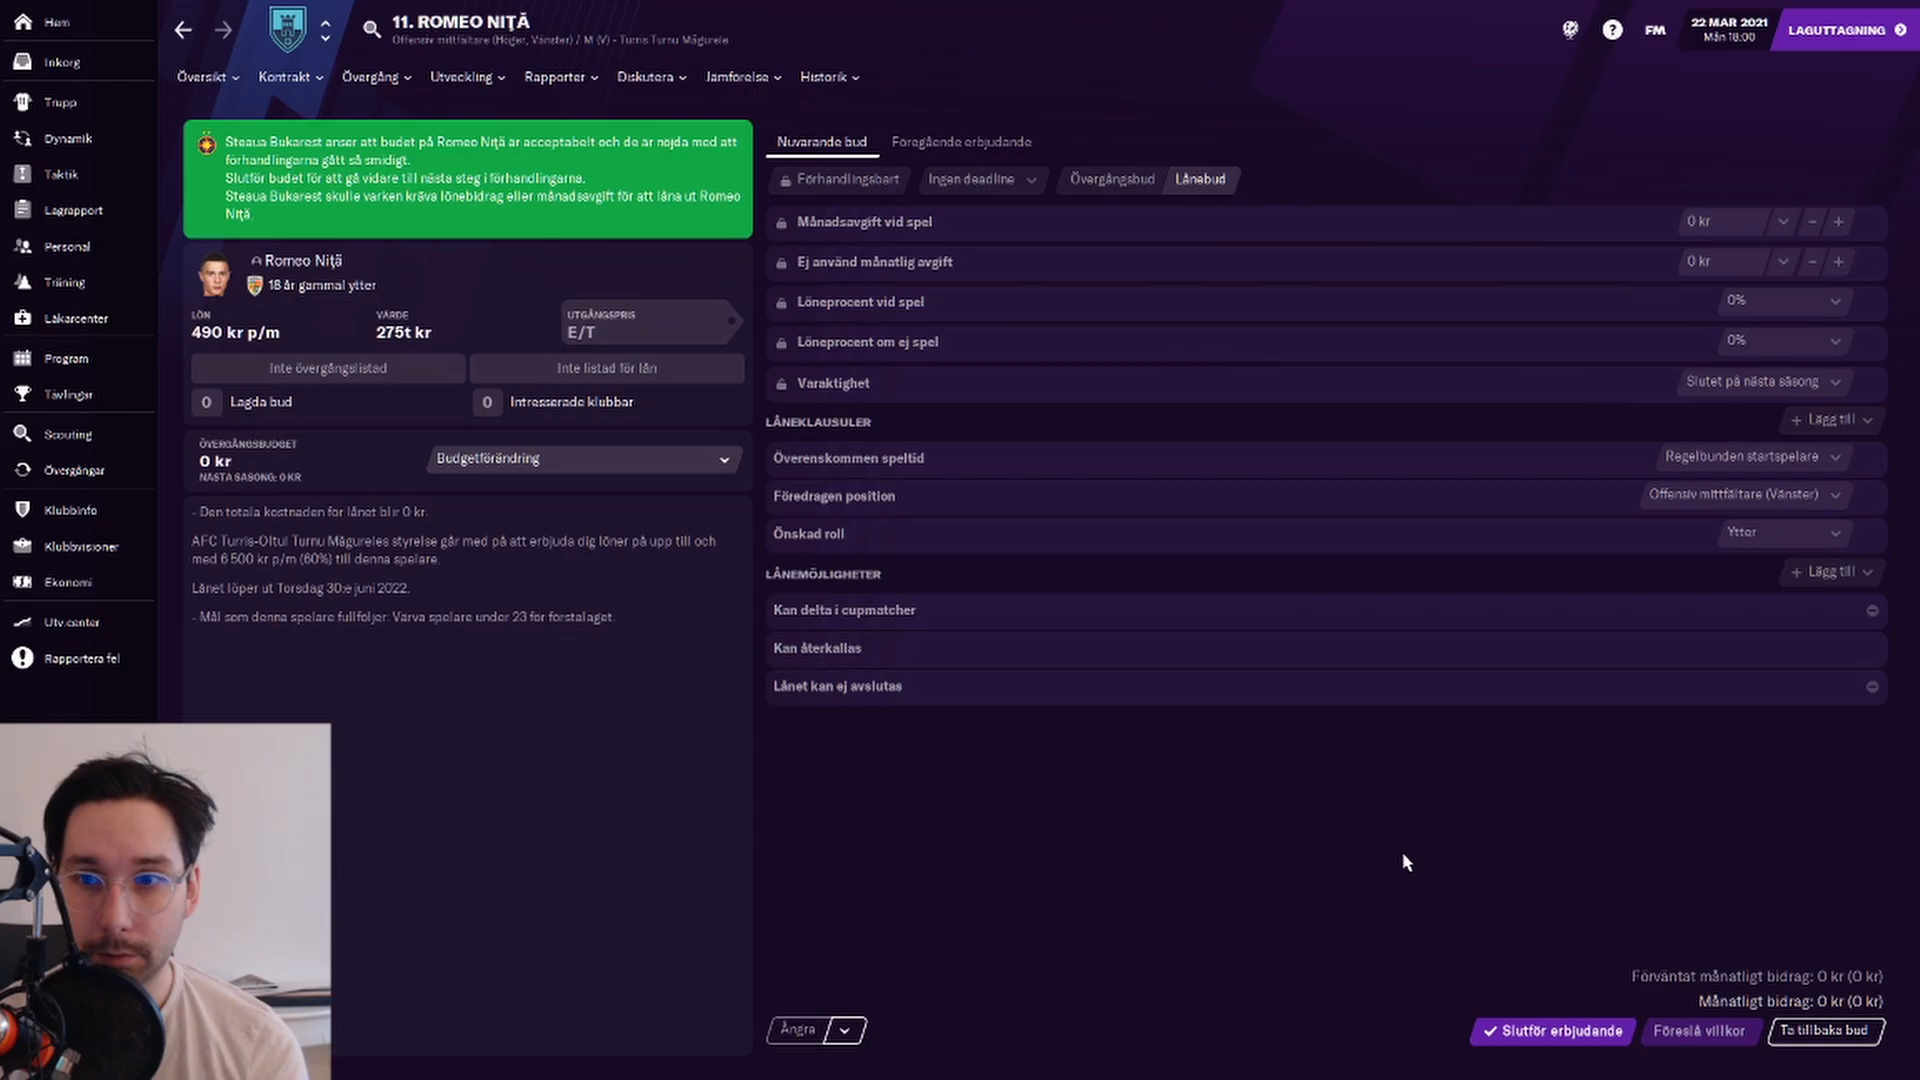 Hem
Inkorg
Trupp
Dynamik
Taktik
Lagrapport
Personal
Träning
Läkarcenter
Program
Tävlingar
Scouting
Övergångar
Klubbinfo
Klubbvisioner
Ekonomi
Utv.center
Rapportera fel
11. ROMEO NIȚĂ
Offensiv mittfältare (Höger, Vänster) / M (V) - Turris Turnu Măgurele
FM
22 MAR 2021
Mån 18:00
LAGUTTAGNING
Översikt
Kontrakt
Övergång
Utveckling
Rapporter
Diskutera
Jämförelse
Historik
Steaua Bukarest anser att budet på Romeo Niță är acceptabelt och de är nöjda med att
förhandlingarna gått så smidigt.
Slutför budet för att gå vidare till nästa steg i förhandlingarna.
Steaua Bukarest skulle varken kräva lönebidrag eller månadsavgift för att låna ut Romeo
Niță.
Romeo Niță
18 år gammal ytter
LÖN
490 kr p/m
VÄRDE
275t kr
UTGÅNGSPRIS
E/T
Inte övergångslistad
Inte listad för lån
0 Lagda bud
0 Intresserade klubbar
ÖVERGÅNGSBUDGET
0 kr
NÄSTA SÄSONG: 0 KR
Budgetförändring
- Den totala kostnaden för lånet blir 0 kr.
AFC Turris-Oltul Turnu Măgureles styrelse går med på att erbjuda dig löner på upp till och
med 6 500 kr p/m (60%) till denna spelare.
Lånet löper ut Torsdag 30:e juni 2022.
- Mål som denna spelare fullföljer: Värva spelare under 23 för förstalaget.
Nuvarande bud
Föregående erbjudande
Förhandlingsbart
Ingen deadline
Övergångsbud
Lånebud
Månadsavgift vid spel
0 kr
Ej använd månatlig avgift
0 kr
Löneprocent vid spel
0%
Löneprocent om ej spel
0%
Varaktighet
Slutet på nästa säsong
LÅNEKLAUSULER
+ Lägg till
Överenskommen speltid
Regelbunden startspelare
Föredragen position
Offensiv mittfältare (Vänster)
Önskad roll
Ytter
LÅNEMÖJLIGHETER
+ Lägg till
Kan delta i cupmatcher
Kan återkallas
Lånet kan ej avslutas
Förväntat månatligt bidrag: 0 kr (0 kr)
Månatligt bidrag: 0 kr (0 kr)
Ångra
Slutför erbjudande
Föreslå villkor
Ta tillbaka bud